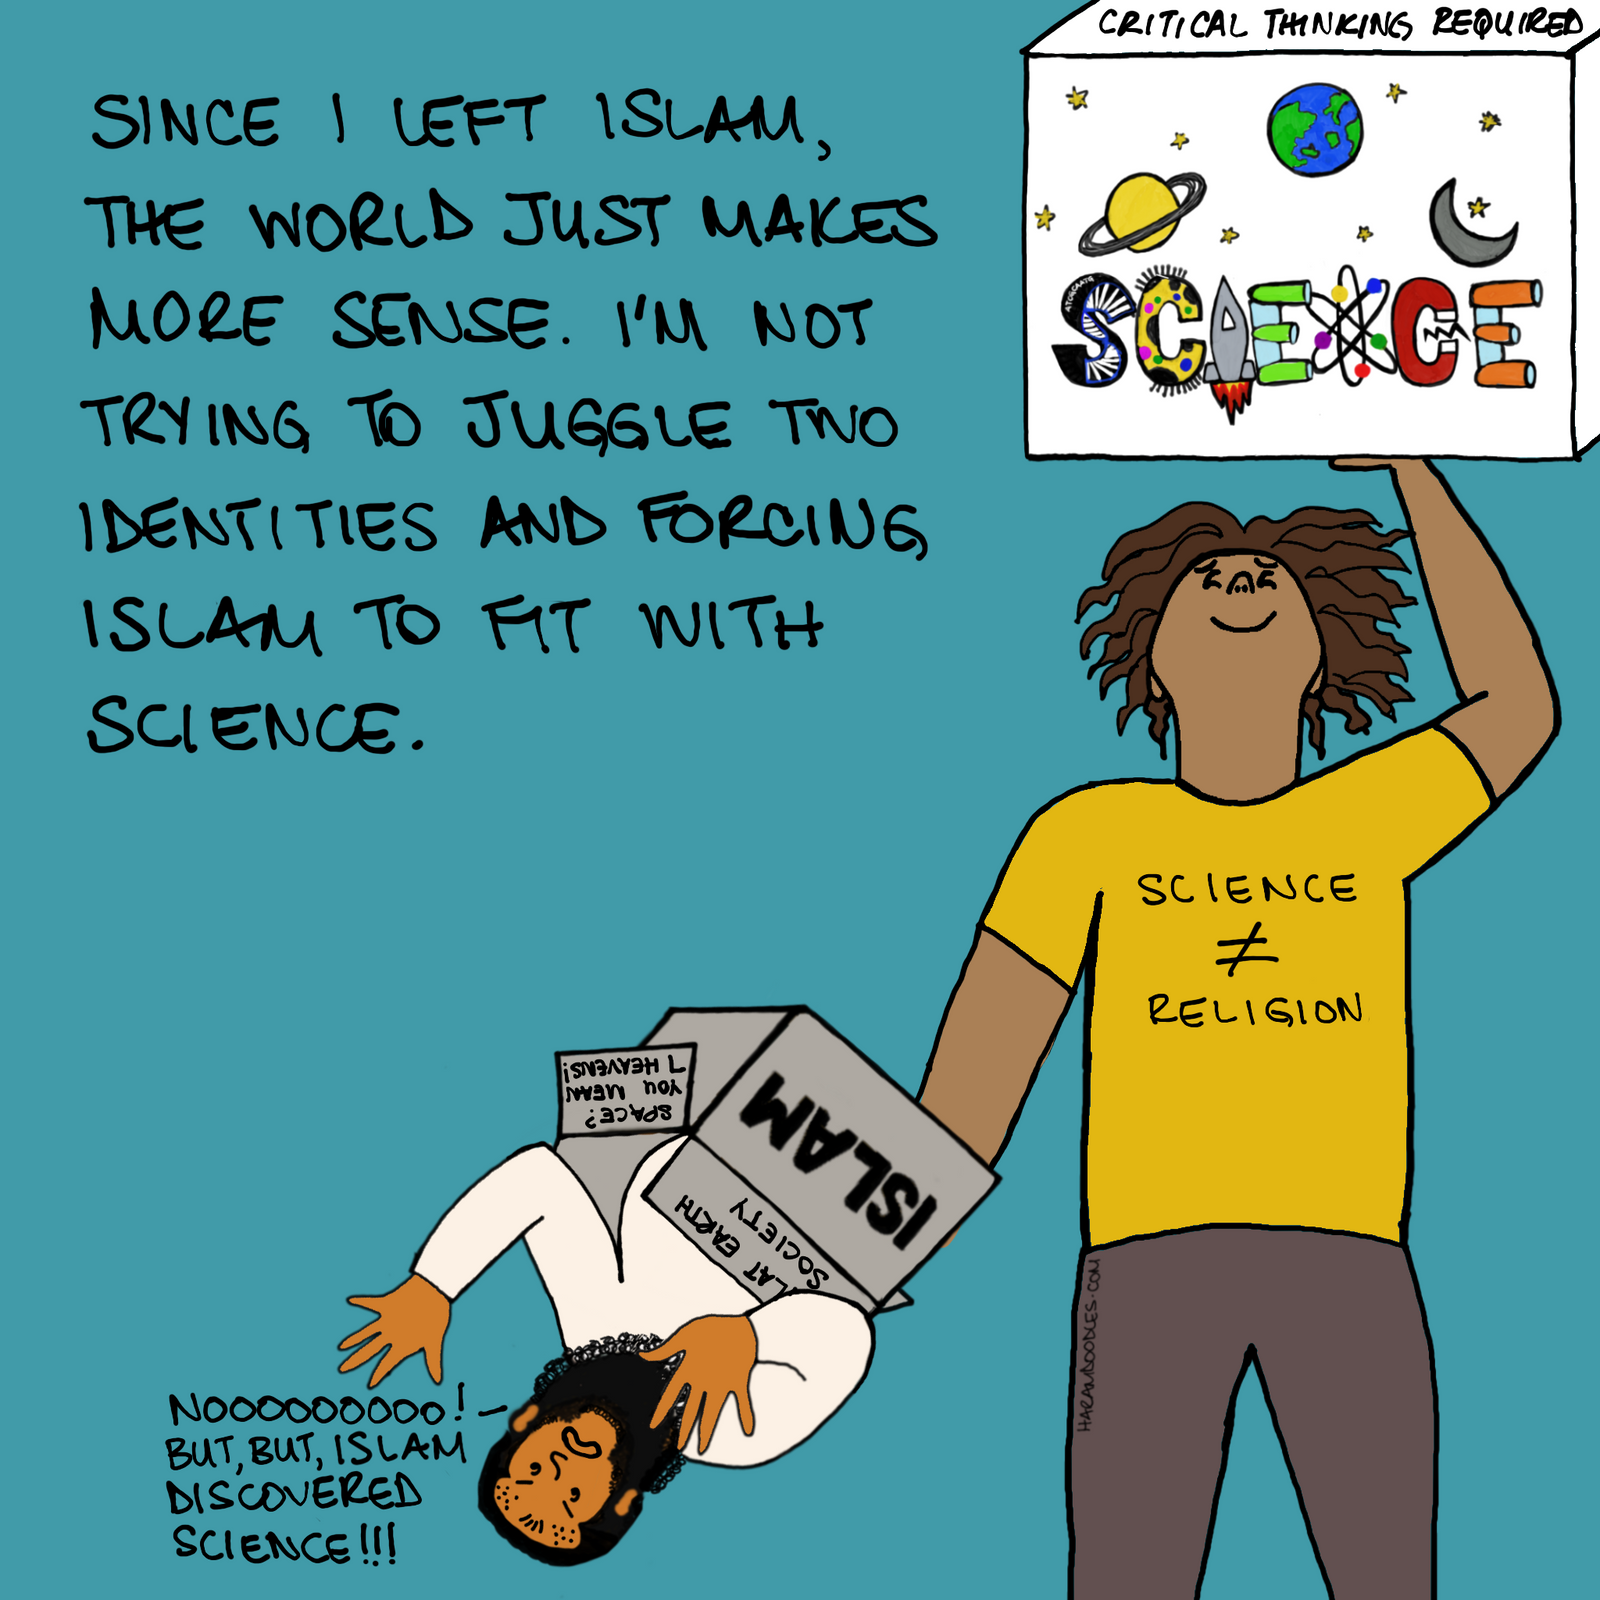 CRITICAL THINKING REQUIRED
SINCE I LEFT ISLAM,
THE WORLD JUST MAKES
MORE SENSE. I'M NOT
TRYING TO JUGGLE TWO
IDENTITIES AND FORCING
ISLAM TO FIT WITH
SCIENCE.
SCIENCE
SCIENCE
≠
RELIGION
ISLAM
SPACE?
YOU MEAN
7 HEAVENS!
EARTH
SOCIETY
HARAMDOODLES.COM
NOOOOOOOOO!
BUT, BUT, ISLAM
DISCOVERED
SCIENCE!!!